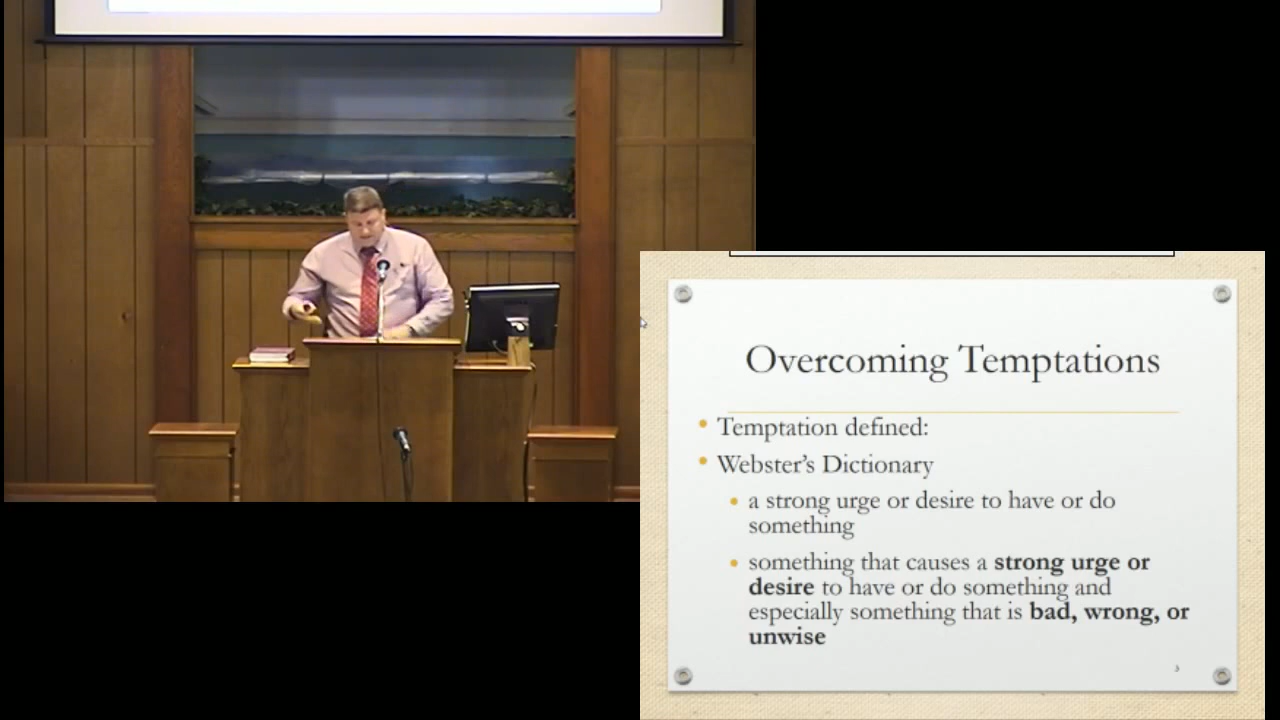 Overcoming Temptations
• Temptation defined:
• Webster's Dictionary
• a strong urge or desire to have or do
something
• something that causes a strong urge or
desire to have or do something and
especially something that is bad, wrong, or
unwise
3